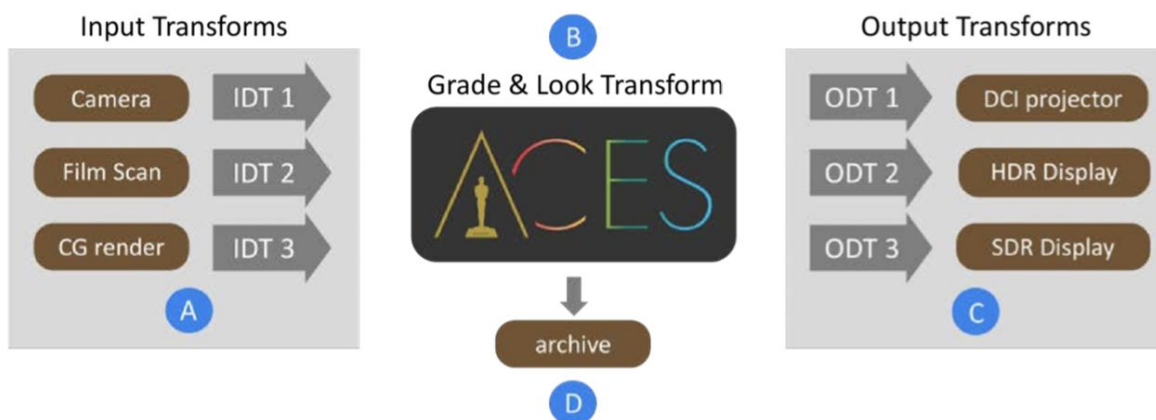 Input Transforms
Camera
IDT 1
Film Scan
IDT 2
CG render
IDT 3
A
B
Grade & Look Transform
ACES
archive
D
Output Transforms
ODT 1
DCI projector
ODT 2
HDR Display
ODT 3
SDR Display
C